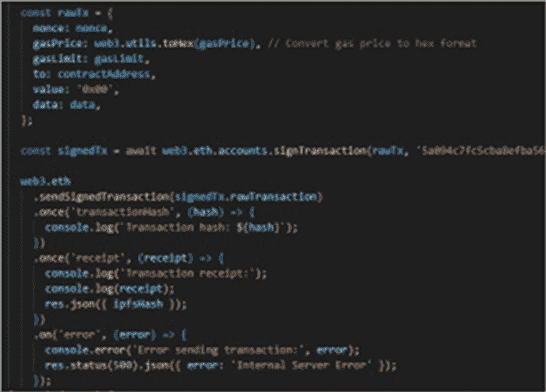 const rawTx = {
nonce: nonce,
gasPrice: web3.utils.toHex(gasPrice), // Convert gas price to hex format
gasLimit: gasLimit,
to: contractAddress,
value: '0x00',
data: data,
};
const signedTx = await web3.eth.accounts.signTransaction(rawTx,
web3.eth
.sendSignedTransaction(signedTx.rawTransaction)
.once('transactionHash', (hash) => {
console.log(`Transaction hash: ${hash}`);
})
.once('receipt', (receipt) => {
console.log('Transaction receipt:');
console.log(receipt);
res.json({ ipfsHash });
})
.on('error', (error) => {
console.error('Error sending transaction:', error);
res.status(500).json({ error: 'Internal Server Error' });
});